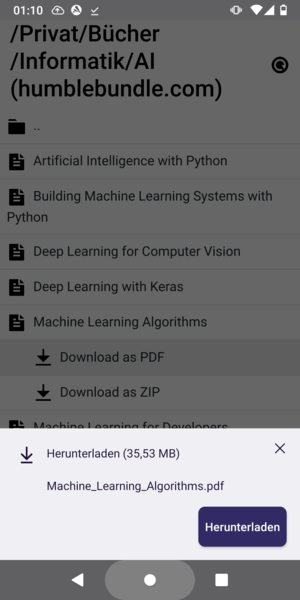 01:10
/Privat/Bücher
/Informatik/AI
(humblebundle.com)
..
Artificial Intelligence with Python
Building Machine Learning Systems with
Python
Deep Learning for Computer Vision
Deep Learning with Keras
Machine Learning Algorithms
Download as PDF
Download as ZIP
Machine Learning for Developers
Herunterladen (35,53 MB)
Machine_Learning_Algorithms.pdf
Herunterladen